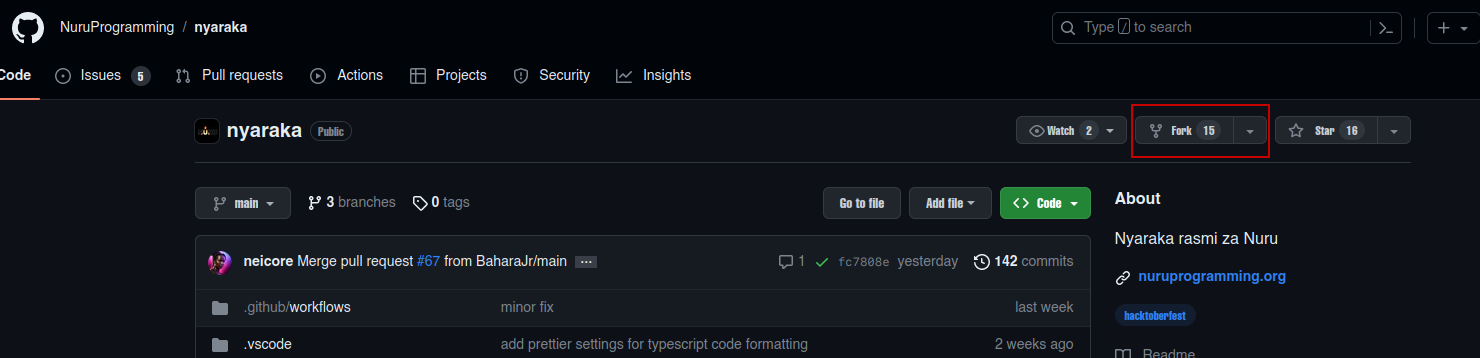 NuruProgramming / nyaraka
Type / to search
Code
Issues 5
Pull requests
Actions
Projects
Security
Insights
nyaraka Public
Watch 2
Fork 15
Star 16
main
3 branches
0 tags
Go to file
Add file
Code
neicore Merge pull request #67 from BaharaJr/main ...
1
fc7808e yesterday
142 commits
.github/workflows
minor fix
last week
.vscode
add prettier settings for typescript code formatting
2 weeks ago
About
Nyaraka rasmi za Nuru
nuruprogramming.org
hacktoberfest
Readme